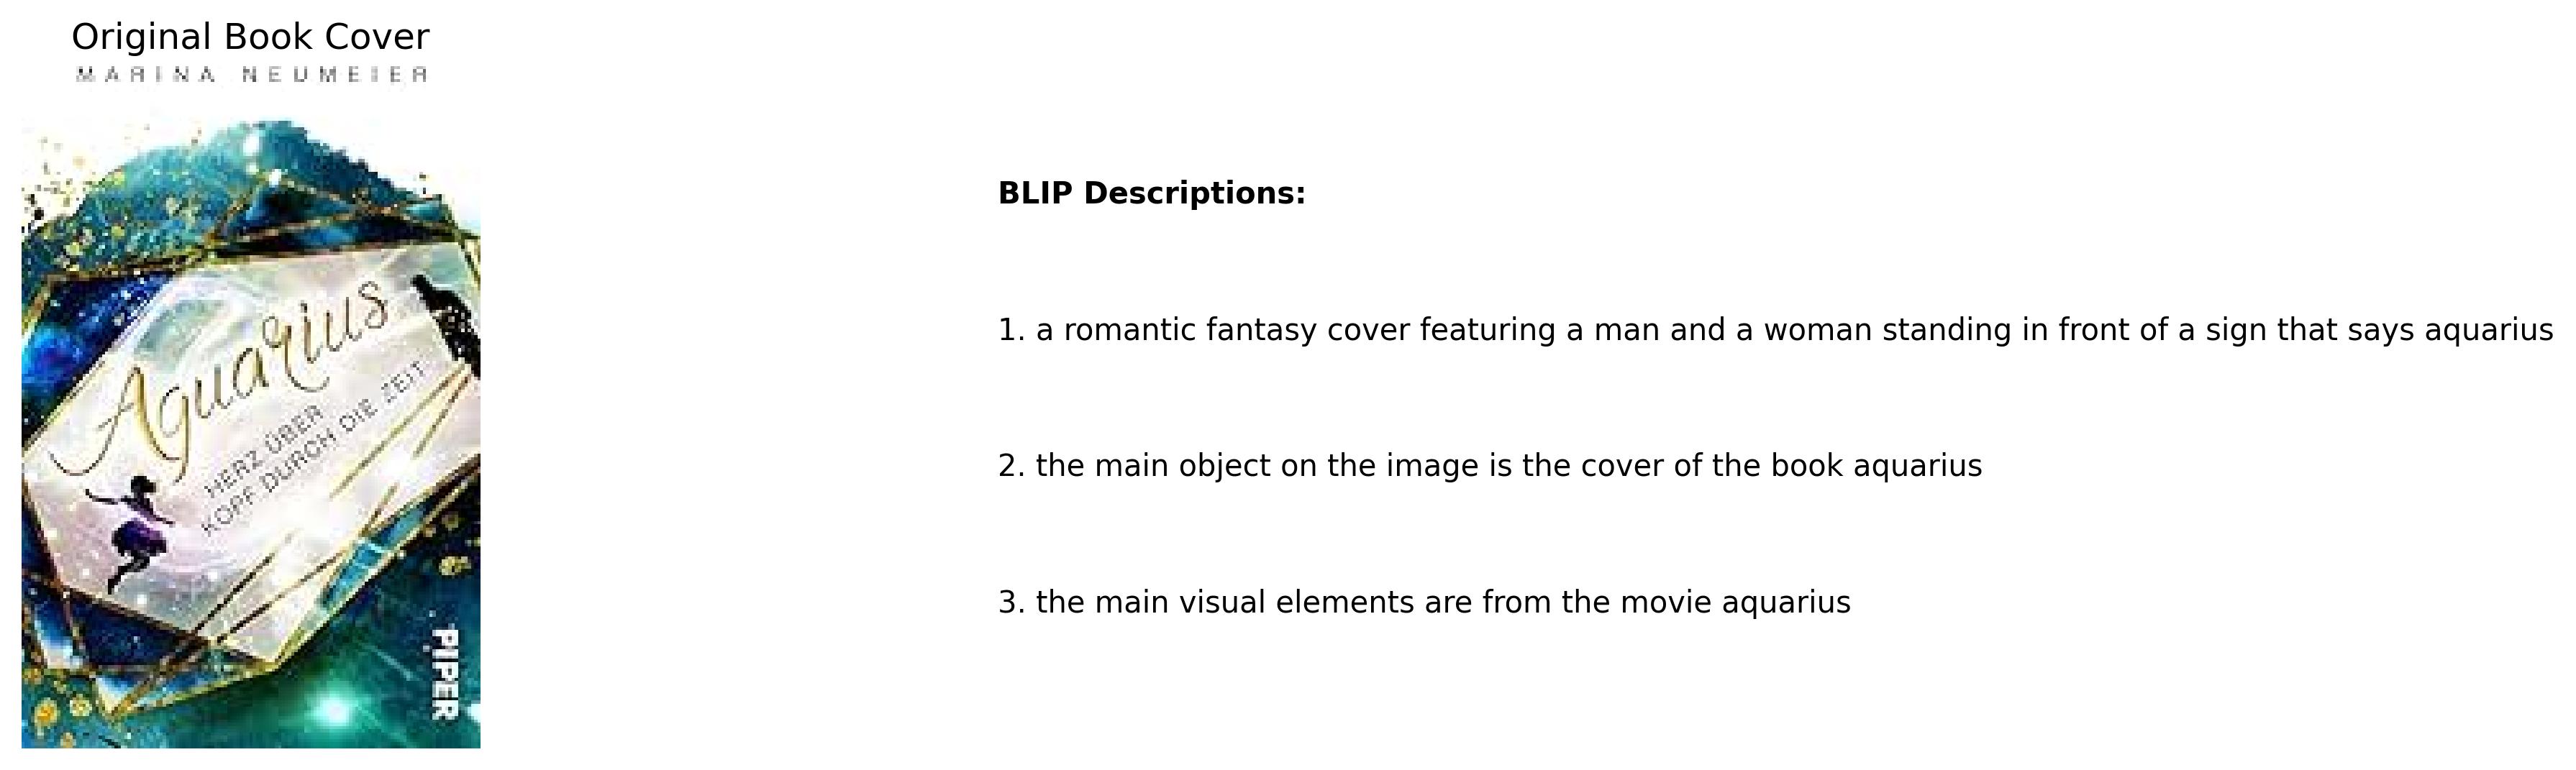 Original Book Cover
MARINA NEUMEIER
Aquarius
HERZ ÜBER
KOPF DURCH DIE ZEIT
PIPER
BLIP Descriptions:
1. a romantic fantasy cover featuring a man and a woman standing in front of a sign that says aquarius
2. the main object on the image is the cover of the book aquarius
3. the main visual elements are from the movie aquarius